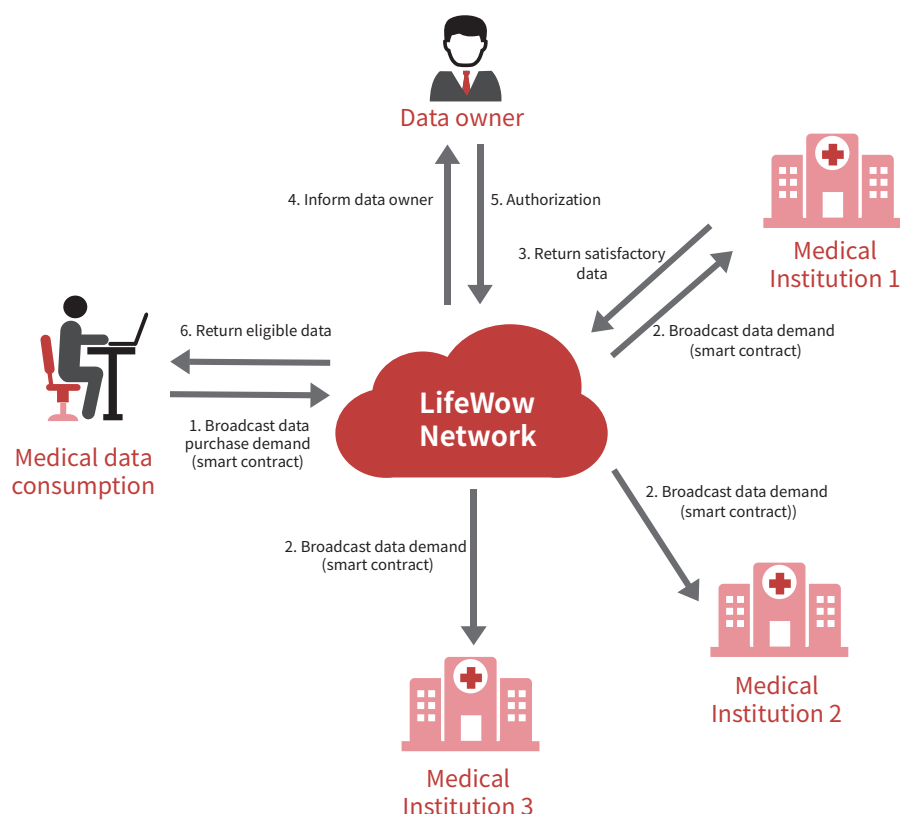 Data owner
4. Inform data owner
5. Authorization
3. Return satisfactory
data
Medical
Institution 1
2. Broadcast data demand
(smart contract)
6. Return eligible data
1. Broadcast data
purchase demand
(smart contract)
Medical data
consumption
LifeWow
Network
2. Broadcast data demand
(smart contract))
2. Broadcast data demand
(smart contract)
Medical
Institution 2
Medical
Institution 3